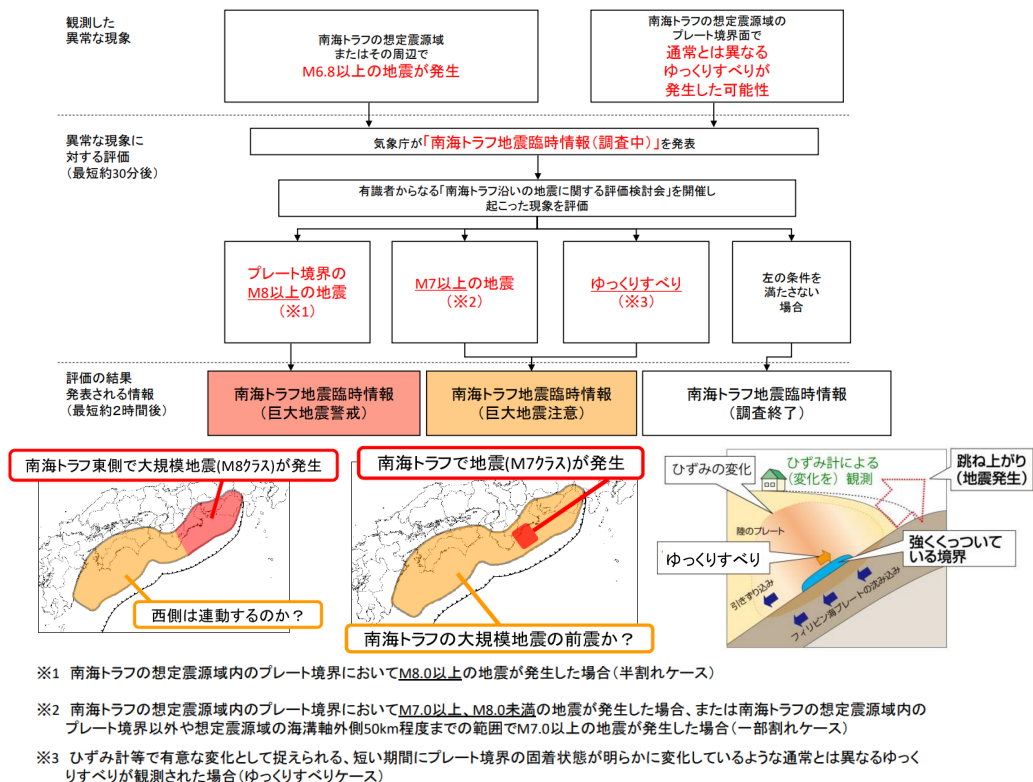 観測した
異常な現象
南海トラフの想定震源域
またはその周辺で
M6.8以上の地震が発生
南海トラフの想定震源域の
プレート境界面で
通常とは異なる
ゆっくりすべりが
発生した可能性
異常な現象に
対する評価
(最短約30分後)
気象庁が「南海トラフ地震臨時情報(調査中)」を発表
有識者からなる「南海トラフ沿いの地震に関する評価検討会」を開催し
起こった現象を評価
プレート境界の
M8以上の地震
(※1)
M7以上の地震
(※2)
ゆっくりすべり
(※3)
左の条件を
満たさない
場合
評価の結果
発表される情報
(最短約2時間後)
南海トラフ地震臨時情報
(巨大地震警戒)
南海トラフ地震臨時情報
(巨大地震注意)
南海トラフ地震臨時情報
(調査終了)
南海トラフ東側で大規模地震(M8クラス)が発生
西側は連動するのか?
南海トラフで地震(M7クラス)が発生
南海トラフの大規模地震の前震か?
ひずみの変化
ひずみ計による
(変化を)観測
跳ね上がり
(地震発生)
陸のプレート
ゆっくりすべり
強くくっついて
いる境界
引きずり込み
フィリピン海プレートの沈み込み
※1 南海トラフの想定震源域内のプレート境界においてM8.0以上の地震が発生した場合(半割れケース)
※2 南海トラフの想定震源域内のプレート境界においてM7.0以上、M8.0未満の地震が発生した場合、または南海トラフの想定震源域内の
プレート境界以外や想定震源域の海溝軸外側50km程度までの範囲でM7.0以上の地震が発生した場合(一部割れケース)
※3 ひずみ計等で有意な変化として捉えられる、短い期間にプレート境界の固着状態が明らかに変化しているような通常とは異なるゆっく
りすべりが観測された場合(ゆっくりすべりケース)